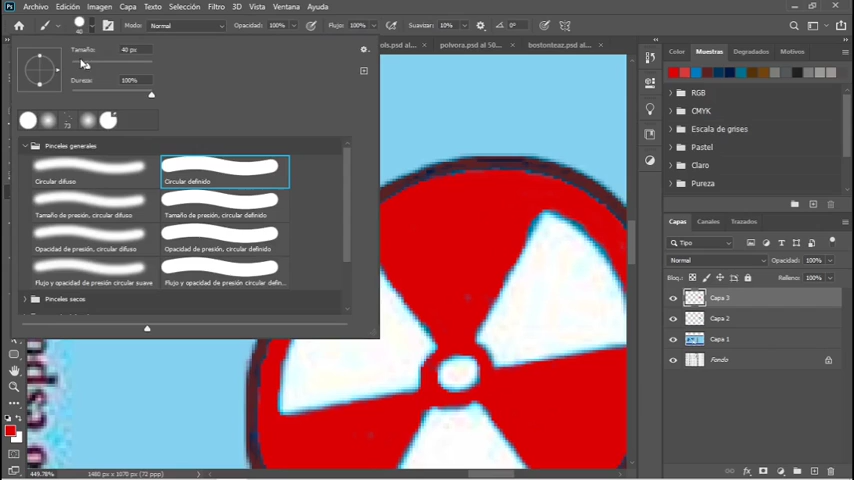 Ps Archivo Edición Imagen Capa Texto Selección Filtro 3D Vista Ventana Ayuda
40 Modo: Normal Opacidad: 100% Flujo: 100% Suavizar: 10% 0°
Tamaño: 40 px
Dureza: 100%
73
Pinceles generales
Circular difuso Circular definido
Tamaño de presión, circular difuso Tamaño de presión, circular definido
Opacidad de presión, circular difuso Opacidad de presión, circular definido
Flujo y opacidad de presión circular suave Flujo y opacidad de presión circular defin...
Pinceles secos
polvora.psd al 50... bostonteaz.psd al...
449.78% 1480 px x 1070 px (72 ppp)
Color Muestras Degradados Motivos
RGB
CMYK
Escala de grises
Pastel
Claro
Pureza
Capas Canales Trazados
Tipo
Normal Opacidad: 100%
Bloq.: Relleno: 100%
Capa 3
Capa 2
Capa 1
Fondo